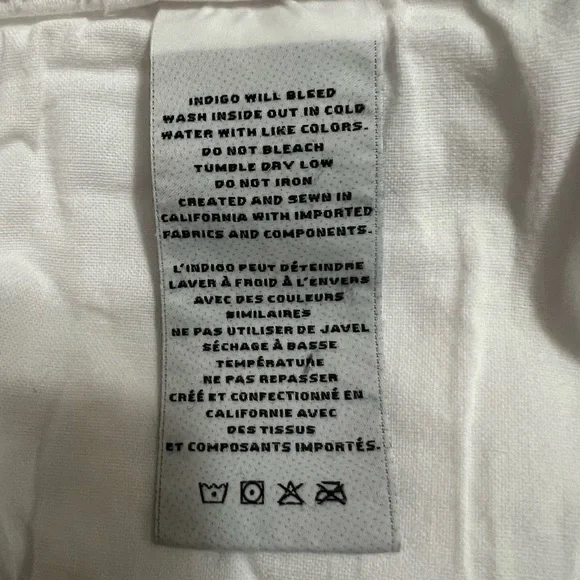 INDIGO WILL BLEED
WASH INSIDE OUT IN COLD
WATER WITH LIKE COLORS.
DO NOT BLEACH
TUMBLE DRY LOW
DO NOT IRON
CREATED AND SEWN IN
CALIFORNIA WITH IMPORTED
FABRICS AND COMPONENTS.
L'INDIGO PEUT DÉTEINDRE
LAVER À FROID À L'ENVERS
AVEC DES COULEURS
SIMILAIRES
NE PAS UTILISER DE JAVEL
SÉCHAGE À BASSE
TEMPÉRATURE
NE PAS REPASSER
CRÉÉ ET CONFECTIONNÉ EN
CALIFORNIE AVEC
DES TISSUS
ET COMPOSANTS IMPORTÉS.